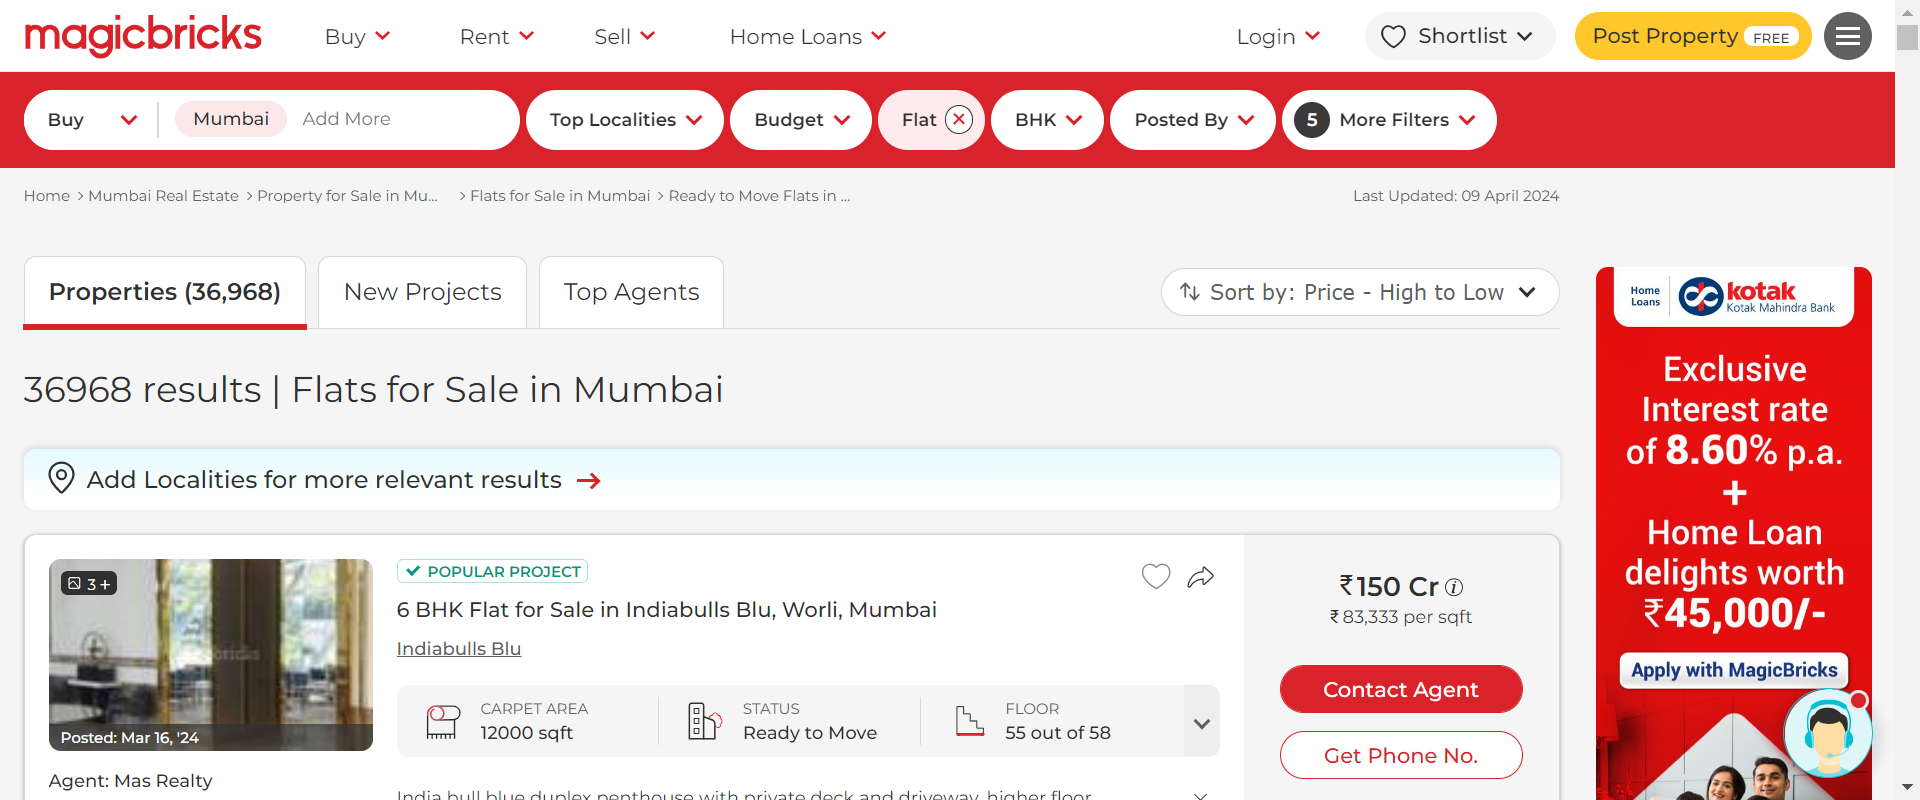 magicbricks
Buy
Rent
Sell
Home Loans
Login
Shortlist
Post Property FREE
Buy
Mumbai
Add More
Top Localities
Budget
Flat
BHK
Posted By
5 More Filters
Home > Mumbai Real Estate > Property for Sale in Mu... > Flats for Sale in Mumbai > Ready to Move Flats in ...
Last Updated: 09 April 2024
Properties (36,968)
New Projects
Top Agents
Sort by: Price - High to Low
36968 results | Flats for Sale in Mumbai
Add Localities for more relevant results
3 +
Posted: Mar 16, '24
Agent: Mas Realty
POPULAR PROJECT
6 BHK Flat for Sale in Indiabulls Blu, Worli, Mumbai
Indiabulls Blu
CARPET AREA
12000 sqft
STATUS
Ready to Move
FLOOR
55 out of 58
India bull blue duplex penthouse with private deck and driveway, higher floor
₹150 Cr
₹ 83,333 per sqft
Contact Agent
Get Phone No.
Home
Loans
kotak
Kotak Mahindra Bank
Exclusive
Interest rate
of 8.60% p.a.
+
Home Loan
delights worth
₹45,000/-
Apply with MagicBricks